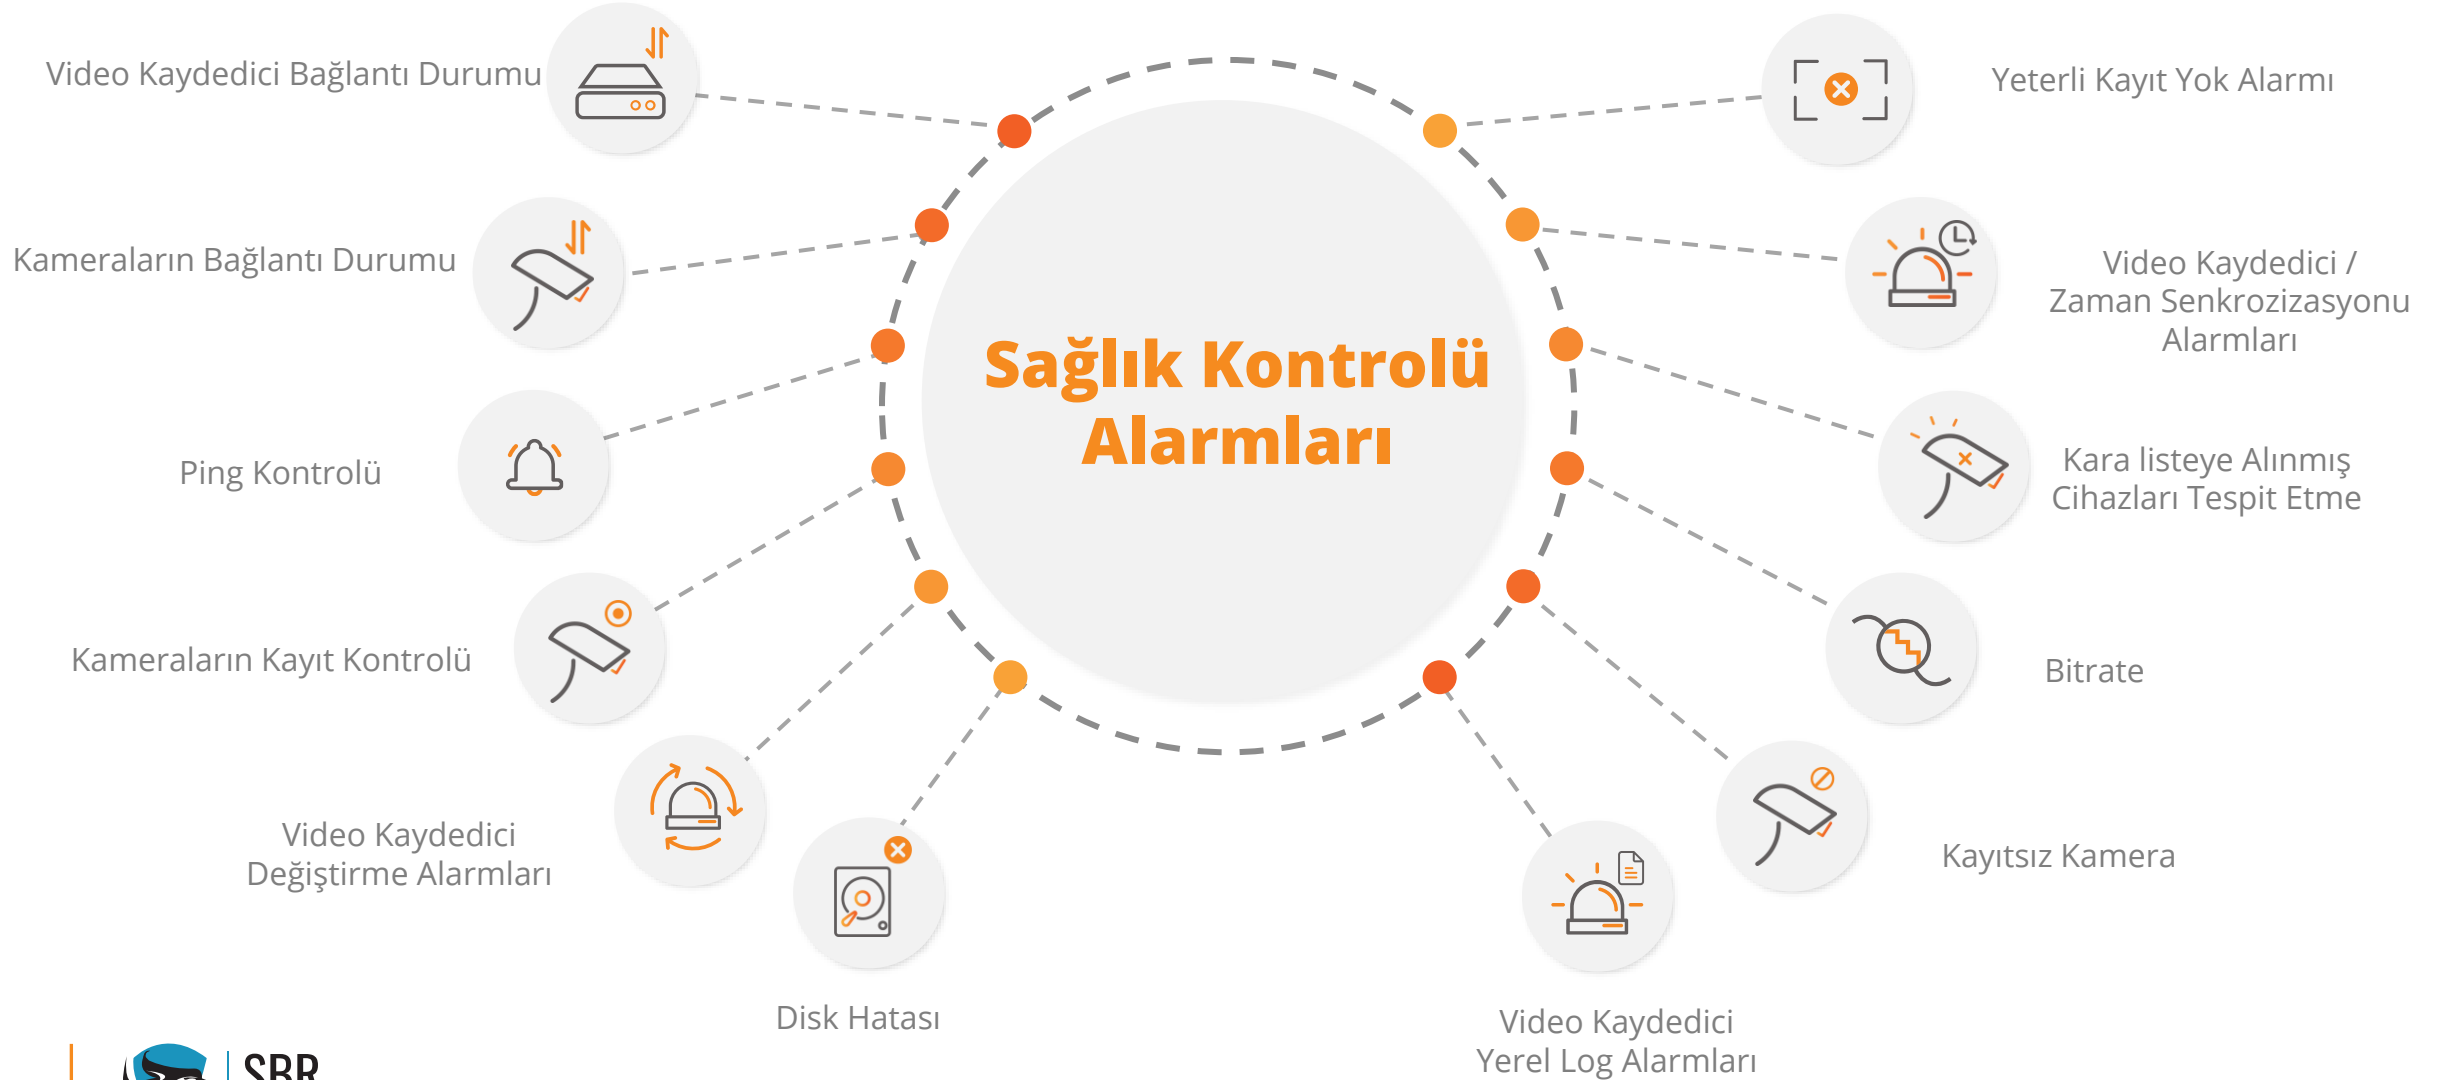 Video Kaydedici Bağlantı Durumu
Kameraların Bağlantı Durumu
Ping Kontrolü
Kameraların Kayıt Kontrolü
Video Kaydedici
Değiştirme Alarmları
Disk Hatası
Sağlık Kontrolü
Alarmları
Yeterli Kayıt Yok Alarmı
Video Kaydedici /
Zaman Senkrozizasyonu
Alarmları
Kara listeye Alınmış
Cihazları Tespit Etme
Bitrate
Kayıtsız Kamera
Video Kaydedici
Yerel Log Alarmları
SBR